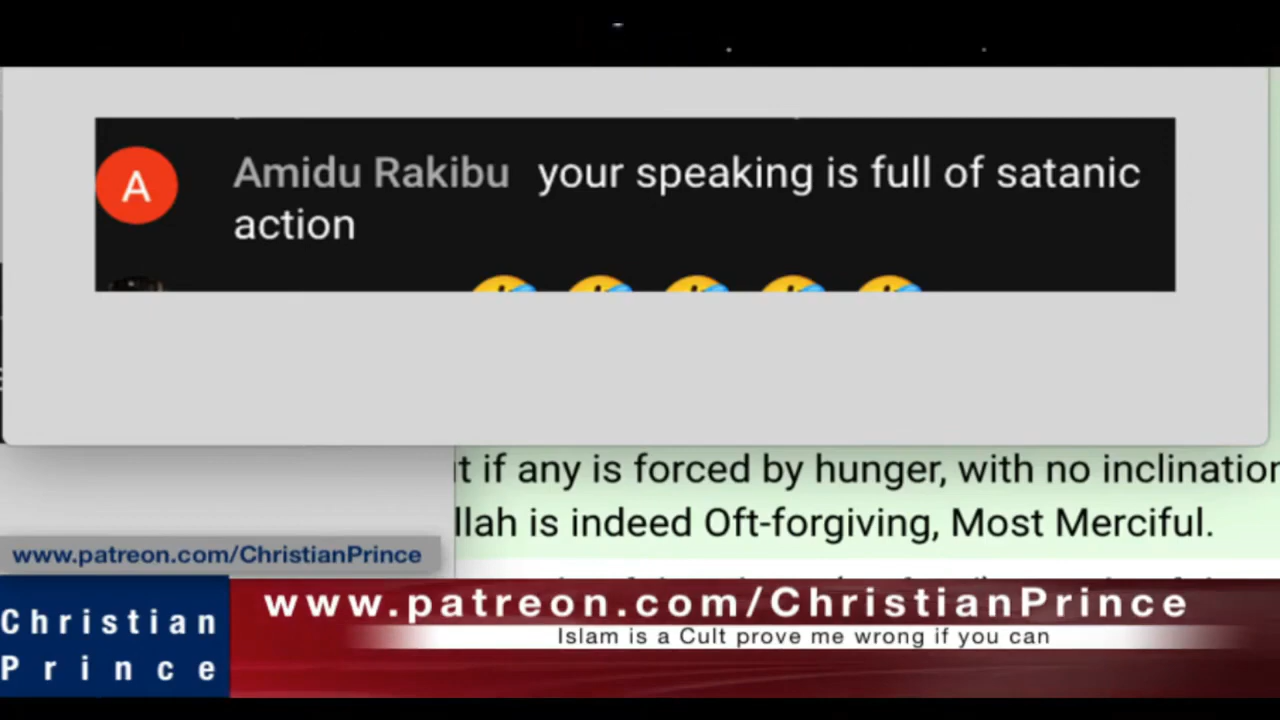 A
Amidu Rakibu your speaking is full of satanic
action
if any is forced by hunger, with no inclination
is indeed Oft-forgiving, Most Merciful.
www.patreon.com/ChristianPrince
www.patreon.com/ChristianPrince
Islam is a Cult prove me wrong if you can
Christian
Prince